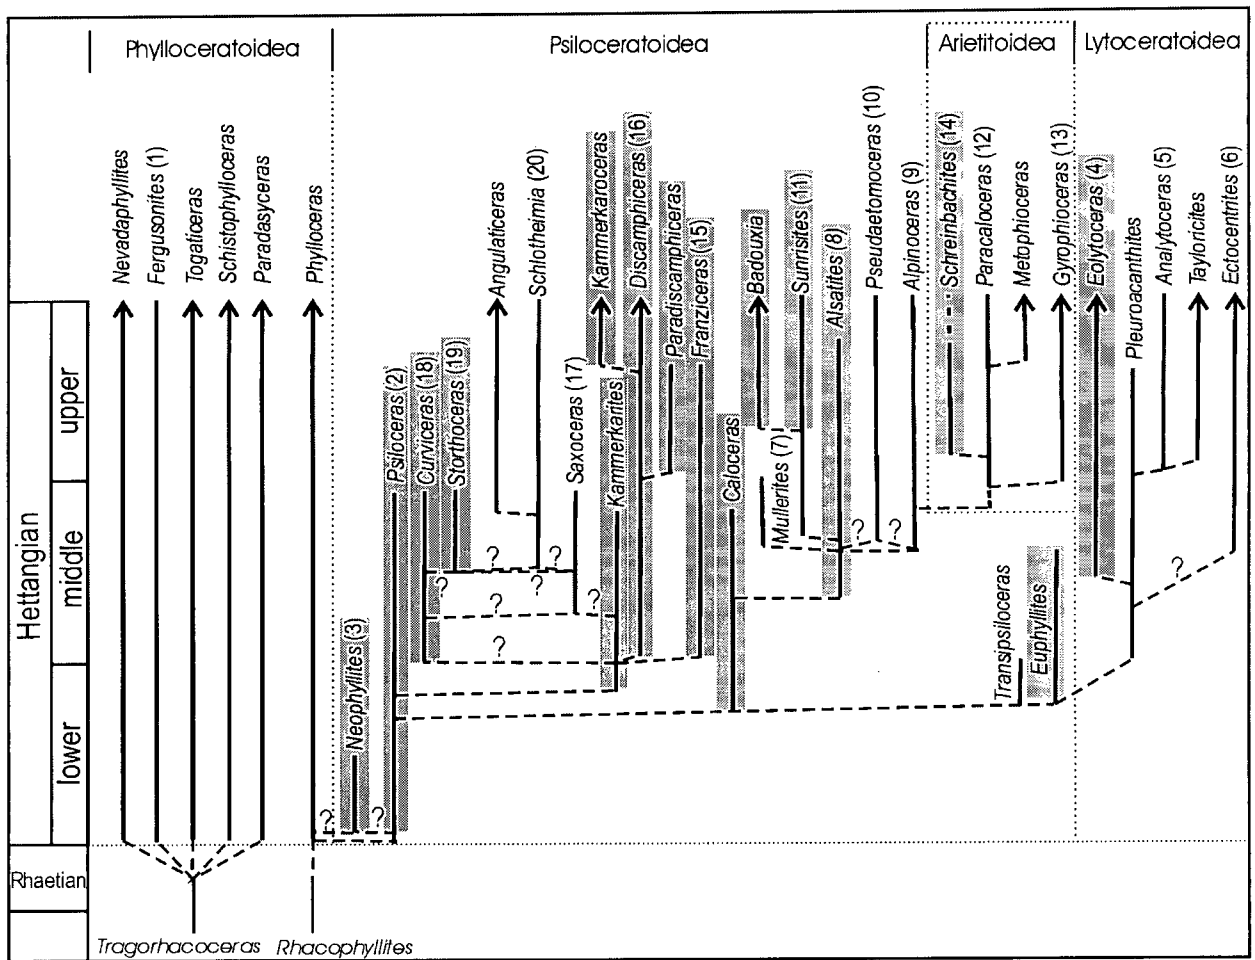 Phylloceratoidea
Psiloceratoidea
Arietitoidea
Lytoceratoidea
Nevadaphyllites
Fergusonites (1)
Togaticeras
Schistophylloceras
Paradasyceras
Phylloceras
Neophyllites (3)
Psiloceras (2)
Curviceras (18)
Storthoceras (19)
Angulaticeras
Schlotheimia (20)
Saxoceras (17)
Kammerkaroceras
Kammerkarites
Discamphiceras (16)
Paradiscamphiceras
Franziceras (15)
Caloceras
Badouxia
Mullerites (7)
Sunrisites (11)
Alsatites (8)
Pseudaetomoceras (10)
Alpinoceras (9)
Schreinbachites (14)
Paracaloceras (12)
Metophioceras
Gyrophioceras (13)
Transipsiloceras
Euphyllites
Eolytoceras (4)
Pleuroacanthites
Analytoceras (5)
Tayloricites
Ectocentrites (6)
Hettangian
upper
middle
lower
? ? ? ? ? ? ? ? ? ? ? ?
Rhaetian
Tragorhacoceras
Rhacophyllites